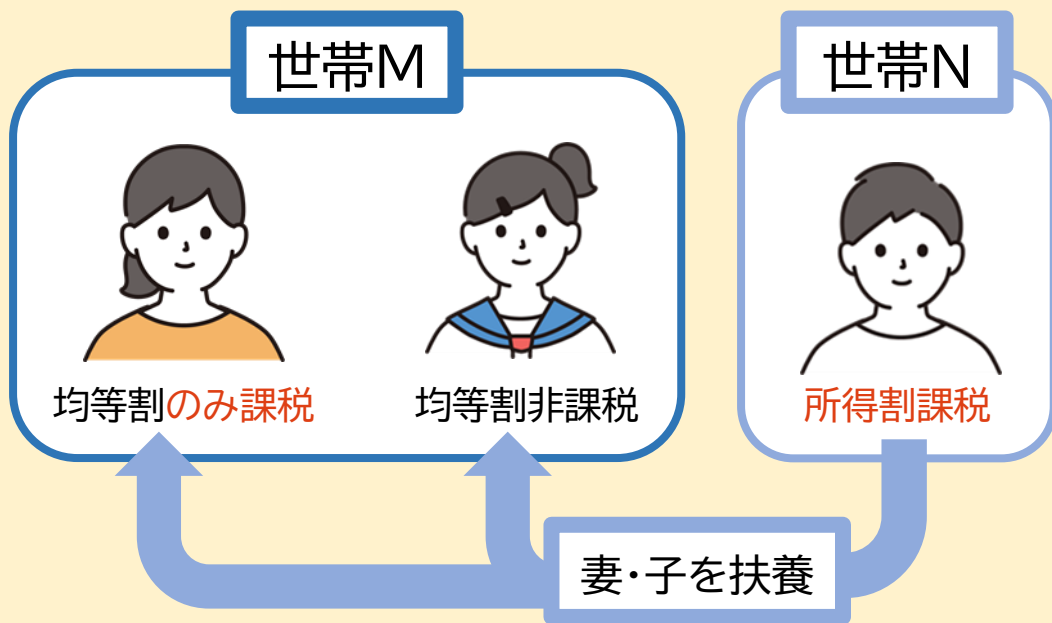 世帯M
世帯N
均等割のみ課税
均等割非課税
所得割課税
妻・子を扶養